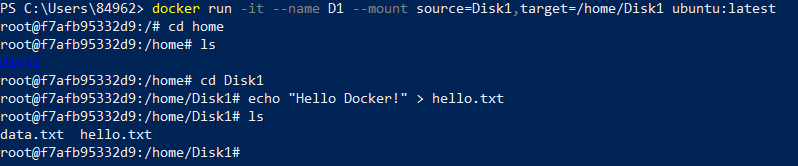 PS C:\Users\84962> docker run -it --name D1 --mount source=Disk1,target=/home/Disk1 ubuntu:latest
root@f7afb95332d9:/# cd home
root@f7afb95332d9:/home# ls
Disk1
root@f7afb95332d9:/home# cd Disk1
root@f7afb95332d9:/home/Disk1# echo "Hello Docker!" > hello.txt
root@f7afb95332d9:/home/Disk1# ls
data.txt  hello.txt
root@f7afb95332d9:/home/Disk1#